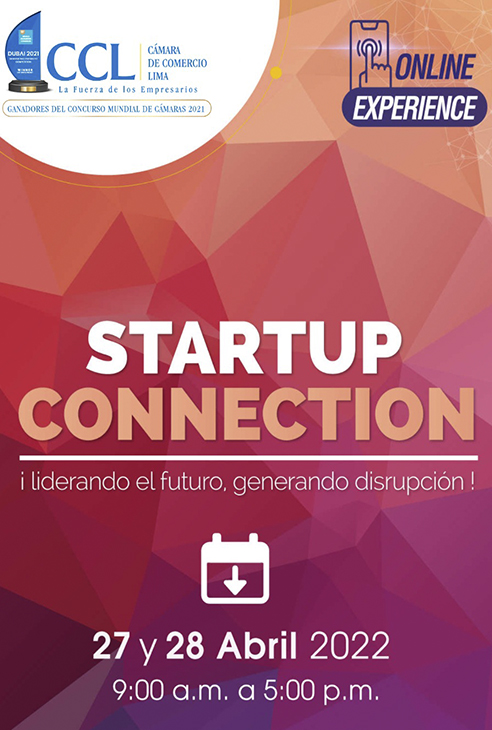 DUBAI 2021
CCL
CÁMARA
DE COMERCIO
LIMA
La Fuerza de los Empresarios
GANADORES DEL CONCURSO MUNDIAL DE CÁMARAS 2021
ONLINE
EXPERIENCE
STARTUP
CONNECTION
¡ liderando el futuro, generando disrupción !
27 y 28 Abril 2022
9:00 a.m. a 5:00 p.m.